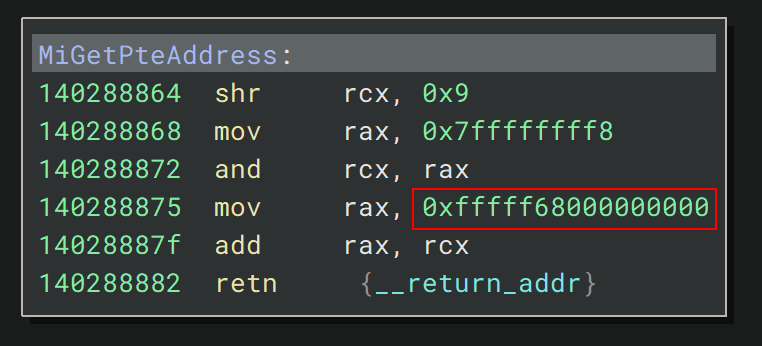 MiGetPteAddress:
140288864 shr rcx, 0x9
140288868 mov rax, 0x7ffffffff8
140288872 and rcx, rax
140288875 mov rax, 0xfffff68000000000
14028887f add rax, rcx
140288882 retn {__return_addr}